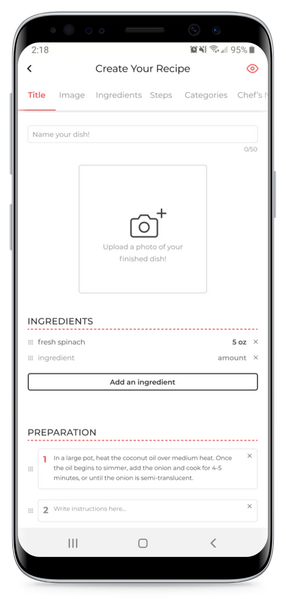 2:18 95%
Create Your Recipe
Title Image Ingredients Steps Categories Chef's
Name your dish!
0/50
Upload a photo of your
finished dish!
INGREDIENTS
fresh spinach 5 oz
ingredient amount
Add an ingredient
PREPARATION
1 In a large pot, heat the coconut oil over medium heat. Once
the oil begins to simmer, add the onion and cook for 4-5
minutes, or until the onion is semi-translucent.
2 Write instructions here...